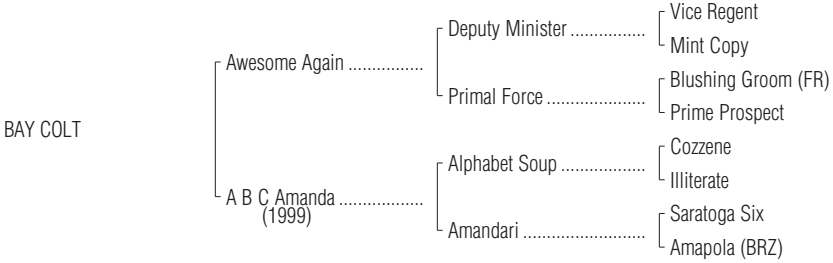 Vice Regent
Deputy Minister ................
Mint Copy
Awesome Again ................
Blushing Groom (FR)
Primal Force .....................
Prime Prospect
BAY COLT
Cozzene
Alphabet Soup ..................
Illiterate
A B C Amanda ..................
(1999)
Saratoga Six
Amandari ..........................
Amapola (BRZ)